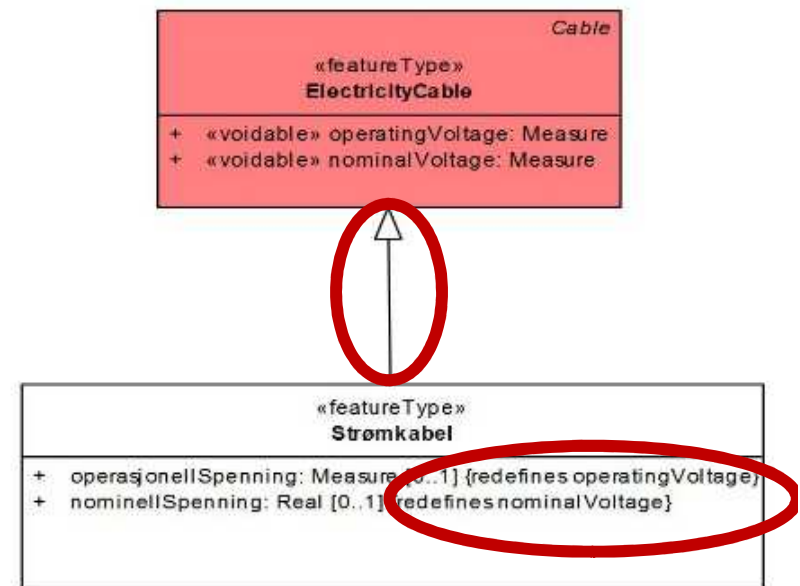 Cable
«featureType»
ElectricityCable
+ «voidable» operatingVoltage: Measure
+ «voidable» nominalVoltage: Measure
«featureType»
Strømkabel
+ operasjonellSpenning: Measure [0..1] {redefines operatingVoltage}
+ nominellSpenning: Real [0..1] {redefines nominalVoltage}